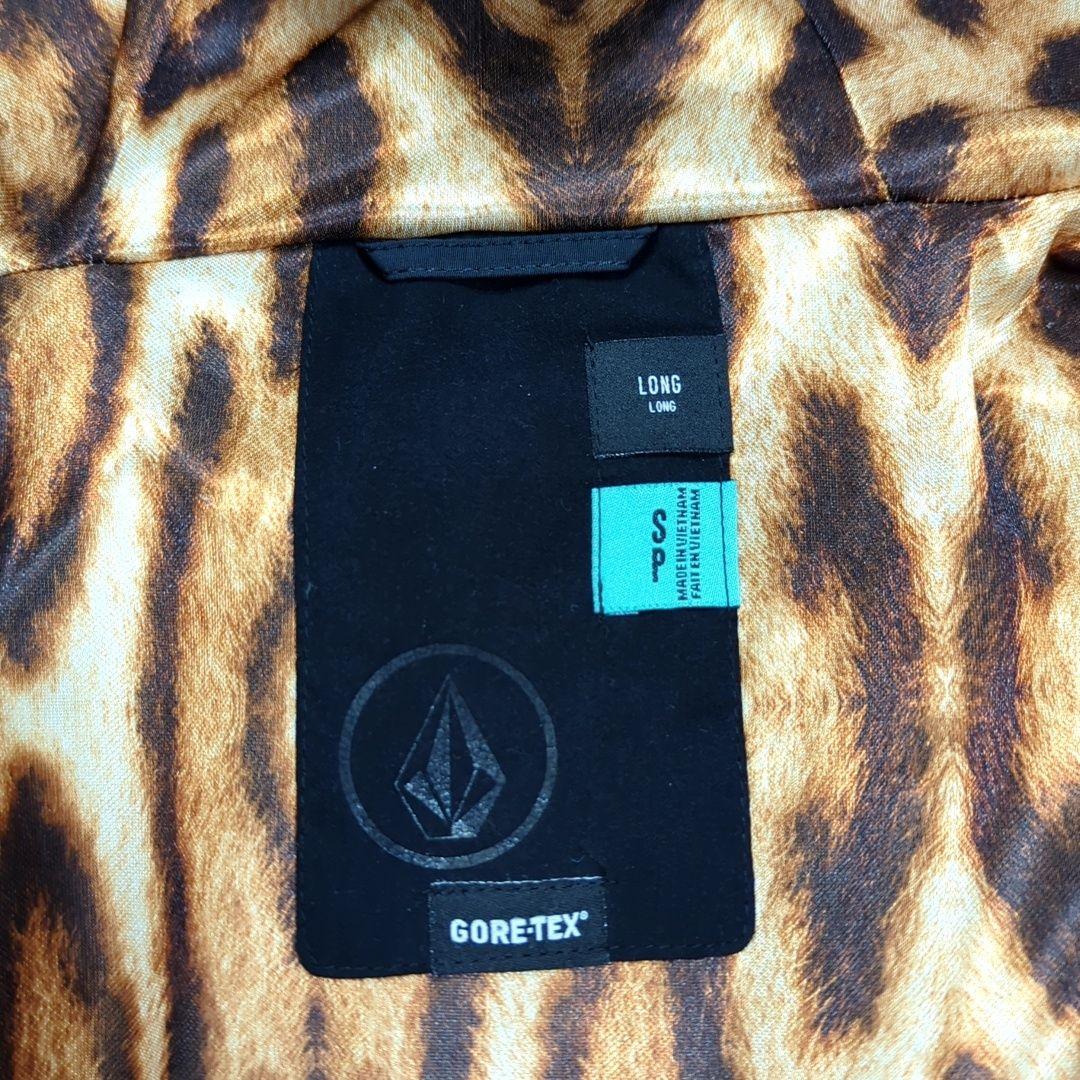 LONG
LONG
S P.
MADE IN VIETNAM
FAIT EN VIETNAM
GORE-TEX®